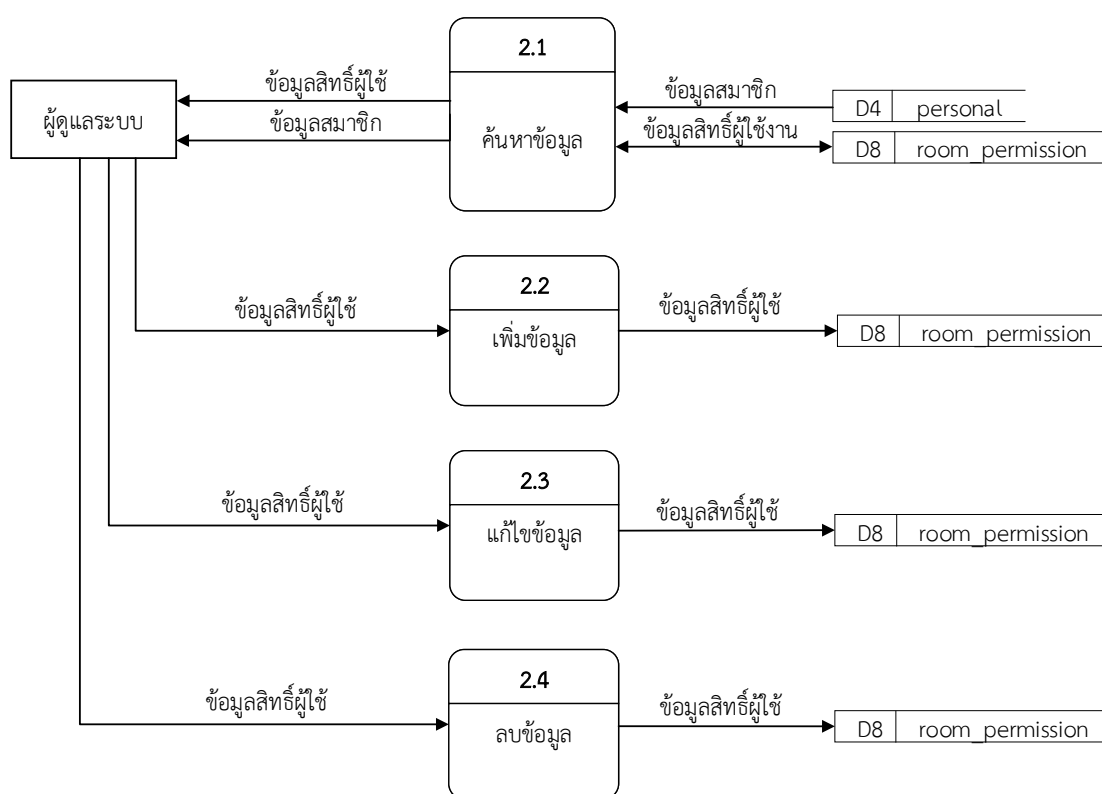 2.1
ข้อมูลสิทธิ์ผู้ใช้
ข้อมูลสมาชิก
ผู้ดูแลระบบ
ข้อมูลสมาชิก
ค้นหาข้อมูล
ข้อมูลสิทธิ์ผู้ใช้งาน
D4 personal
D8 room_permission
2.2
ข้อมูลสิทธิ์ผู้ใช้
เพิ่มข้อมูล
ข้อมูลสิทธิ์ผู้ใช้
D8 room_permission
2.3
ข้อมูลสิทธิ์ผู้ใช้
แก้ไขข้อมูล
ข้อมูลสิทธิ์ผู้ใช้
D8 room_permission
2.4
ข้อมูลสิทธิ์ผู้ใช้
ลบข้อมูล
ข้อมูลสิทธิ์ผู้ใช้
D8 room_permission